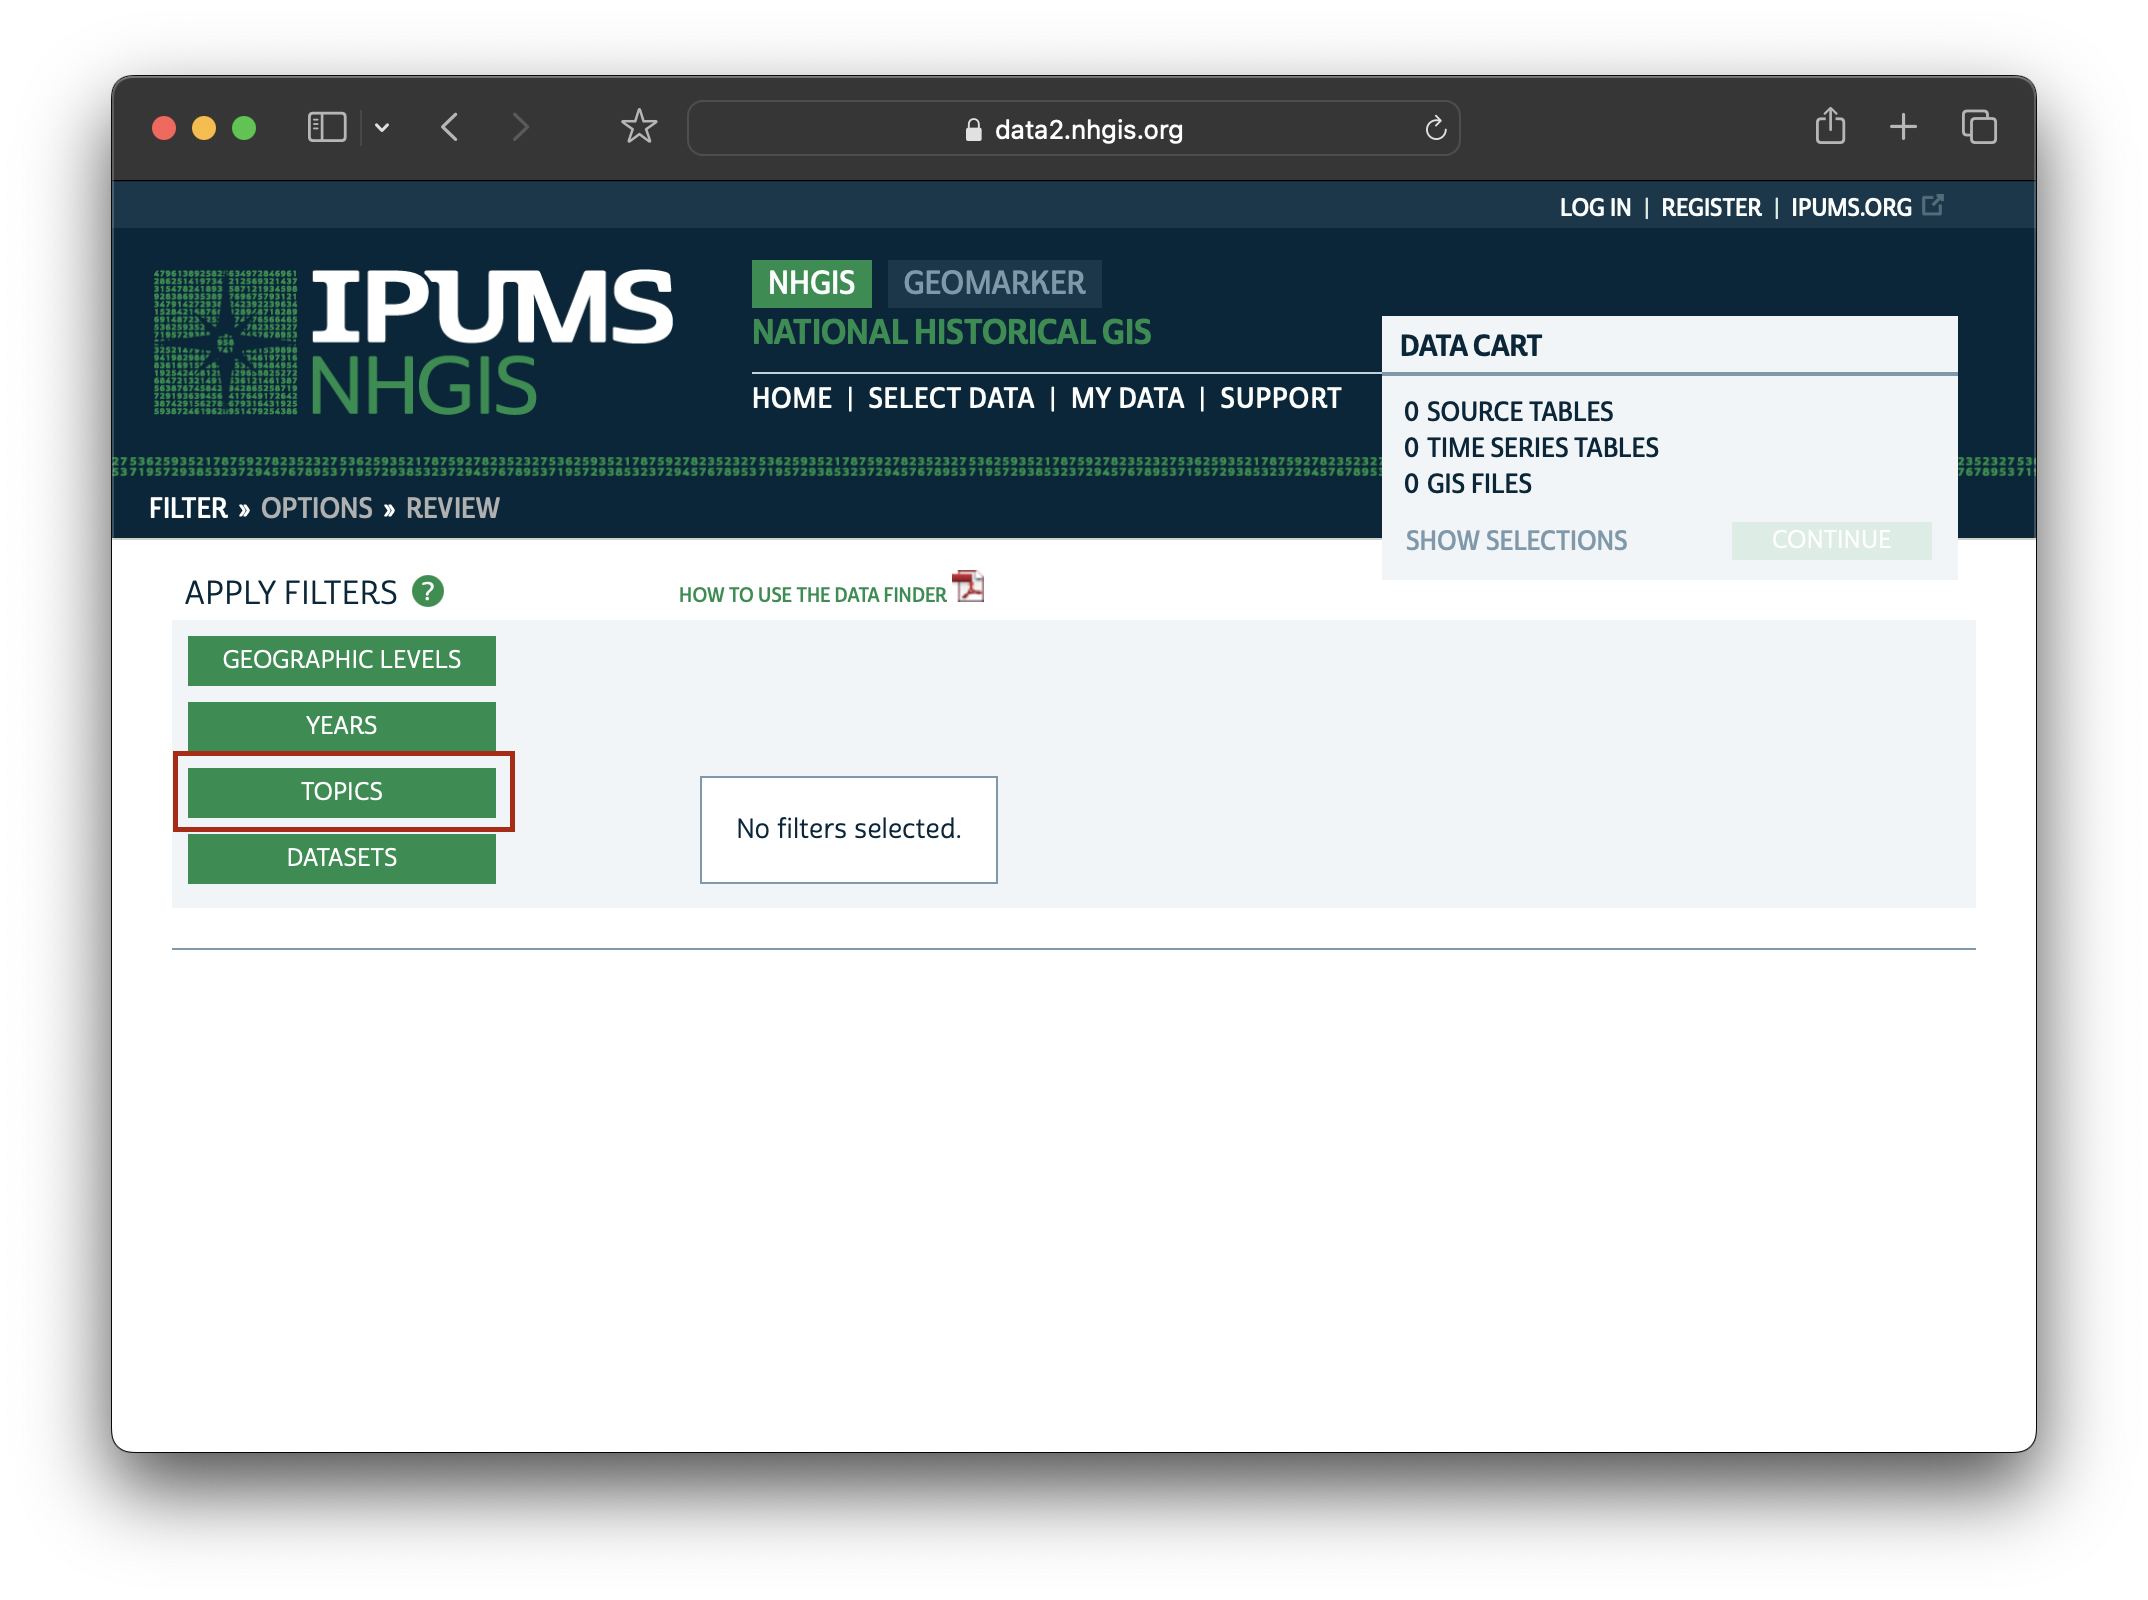 data2.nhgis.org
LOG IN | REGISTER | IPUMS.ORG
IPUMS
NHGIS
NHGIS GEOMARKER
NATIONAL HISTORICAL GIS
HOME | SELECT DATA | MY DATA | SUPPORT
DATA CART
0 SOURCE TABLES
0 TIME SERIES TABLES
0 GIS FILES
SHOW SELECTIONS CONTINUE
FILTER » OPTIONS » REVIEW
APPLY FILTERS ?
HOW TO USE THE DATA FINDER
GEOGRAPHIC LEVELS
YEARS
TOPICS
DATASETS
No filters selected.